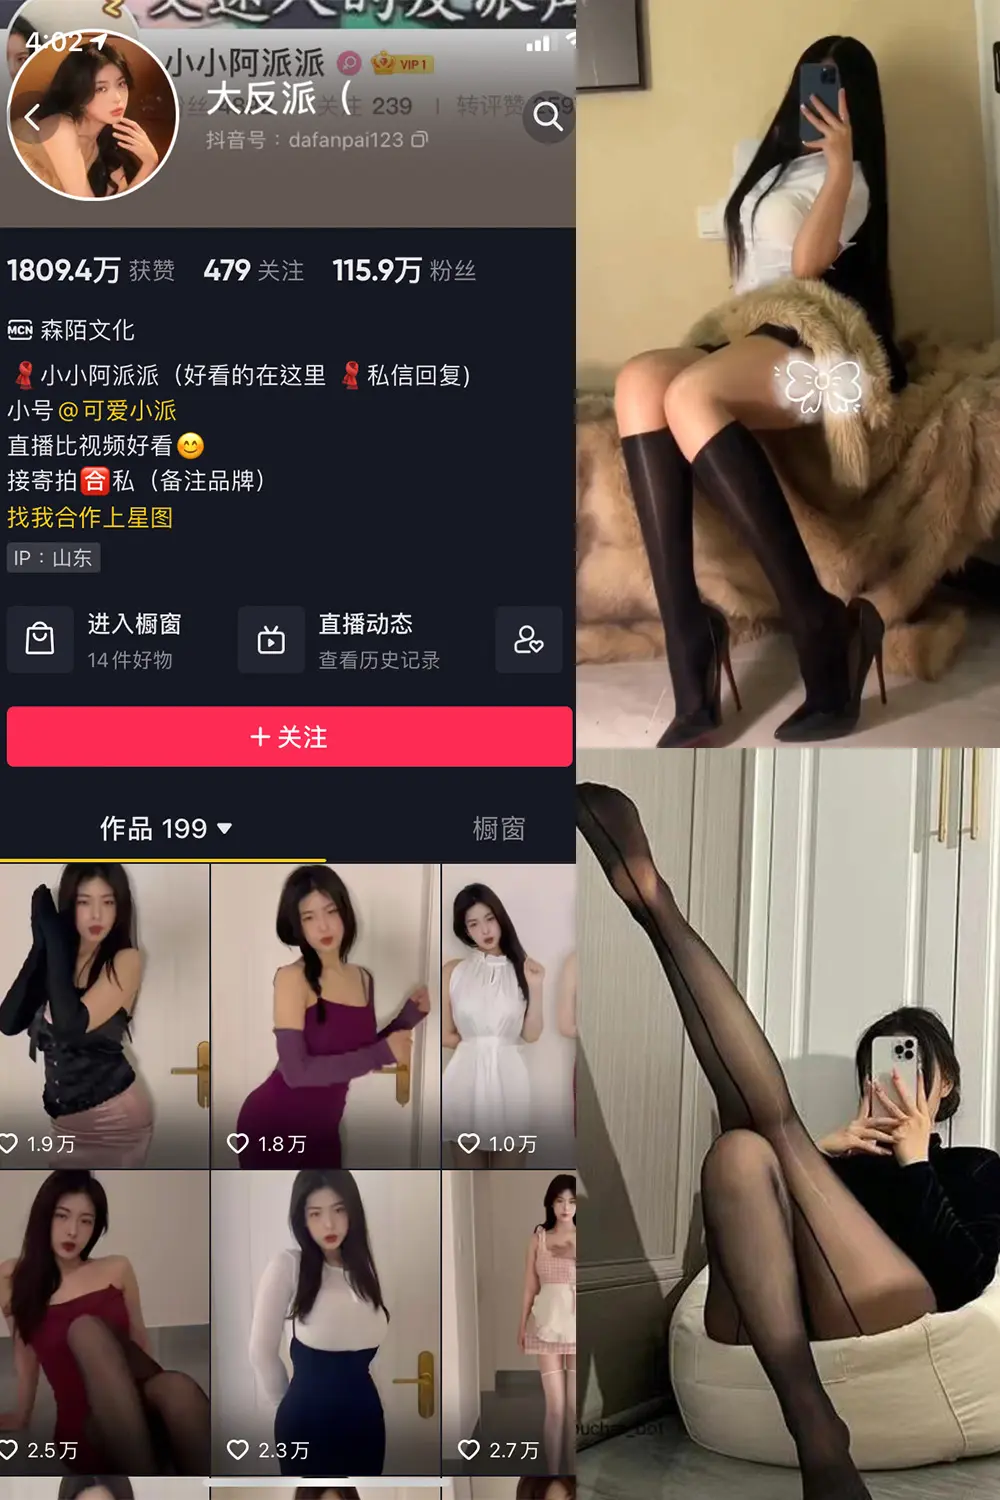 4:02
小小阿派派 VIP1
大反派（
关注 239 | 转评赞
抖音号：dafanpai123
1809.4万 获赞 479 关注 115.9万 粉丝
MCN 森陌文化
小小阿派派（好看的在这里 私信回复)
小号@可爱小派
直播比视频好看
接寄拍合私（备注品牌）
找我合作上星图
IP：山东
进入橱窗
14件好物
直播动态
查看历史记录
+ 关注
作品 199 橱窗
1.9万 1.8万 1.0万
2.5万 2.3万 2.7万